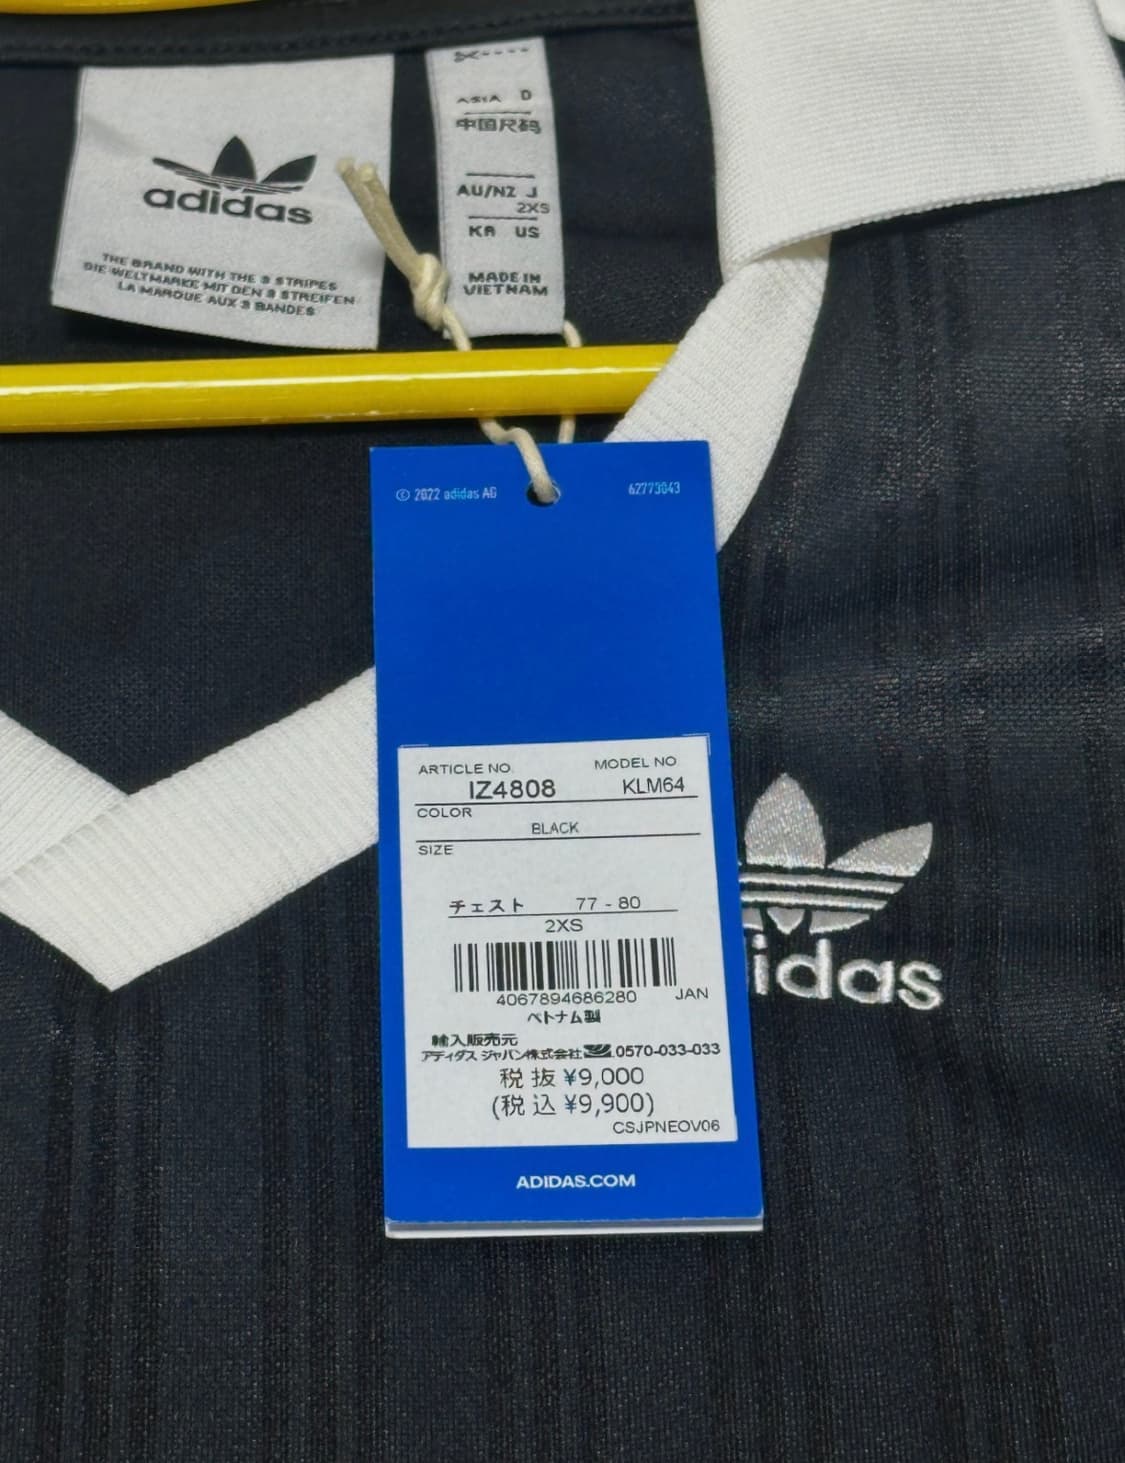 adidas
THE BRAND WITH THE 3 STRIPES
DIE WELTMARKE MIT DEN 3 STREIFEN
LA MARQUE AUX 3 BANDES
ASIA D
中国尺码
AU/NZ J
2XS
KR US
MADE IN
VIETNAM
© 2022 adidas AG 62773043
ARTICLE NO. MODEL NO
IZ4808 KLM64
COLOR
BLACK
SIZE
チェスト 77 - 80
2XS
4067894686280 JAN
ベトナム製
輸入販売元
アディダス ジャパン株式会社 0570-033-033
税 抜 ¥9,000
(税 込 ¥9,900)
CSJPNEOV06
ADIDAS.COM
idas